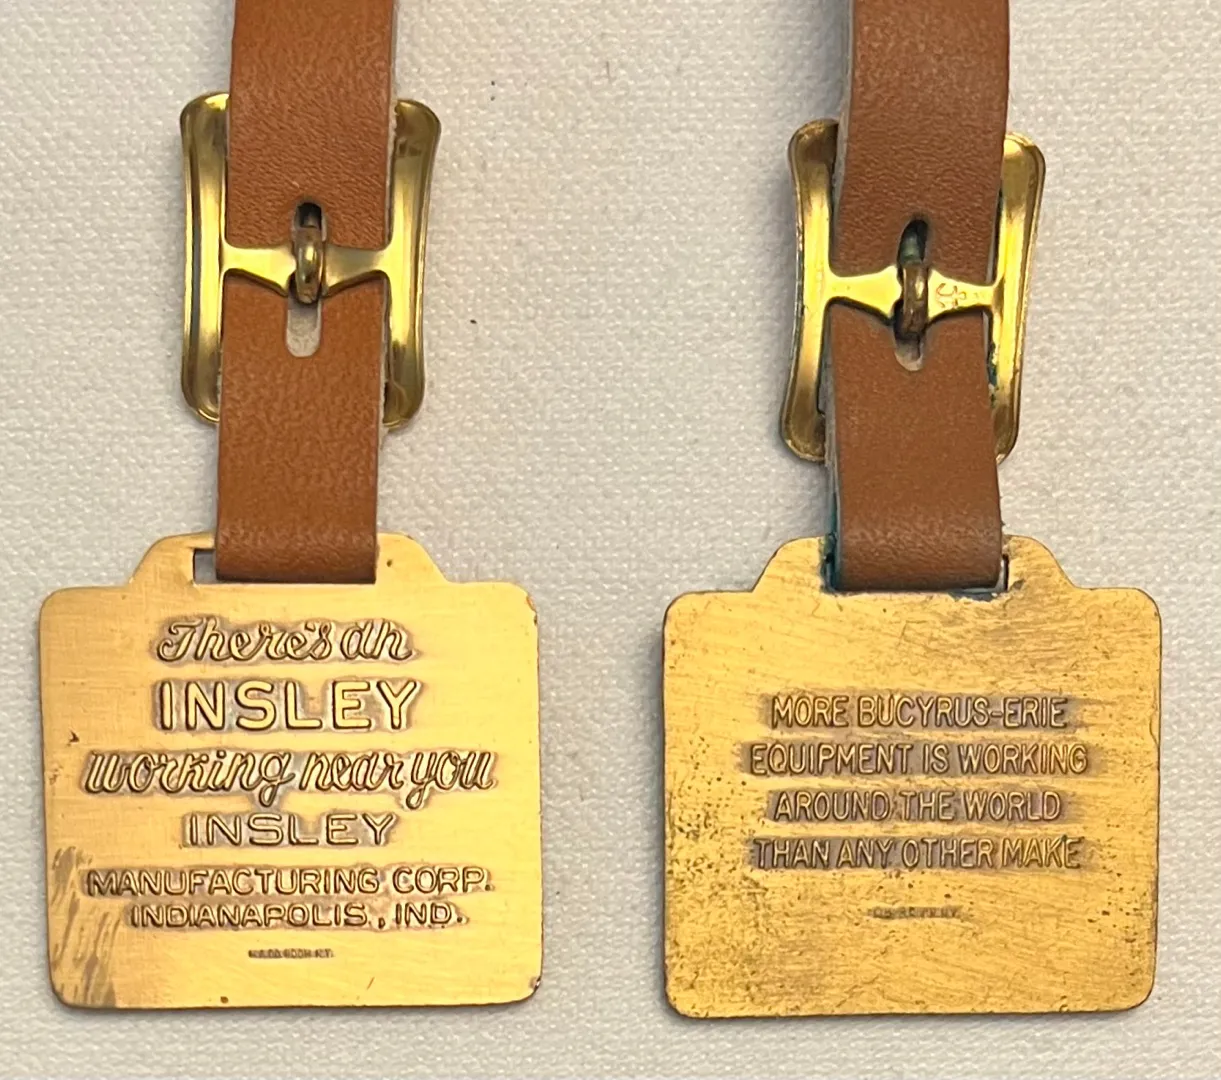 There's an
INSLEY
working near you
INSLEY
MANUFACTURING CORP.
INDIANAPOLIS, IND.
MORE BUCYRUS-ERIE
EQUIPMENT IS WORKING
AROUND THE WORLD
THAN ANY OTHER MAKE